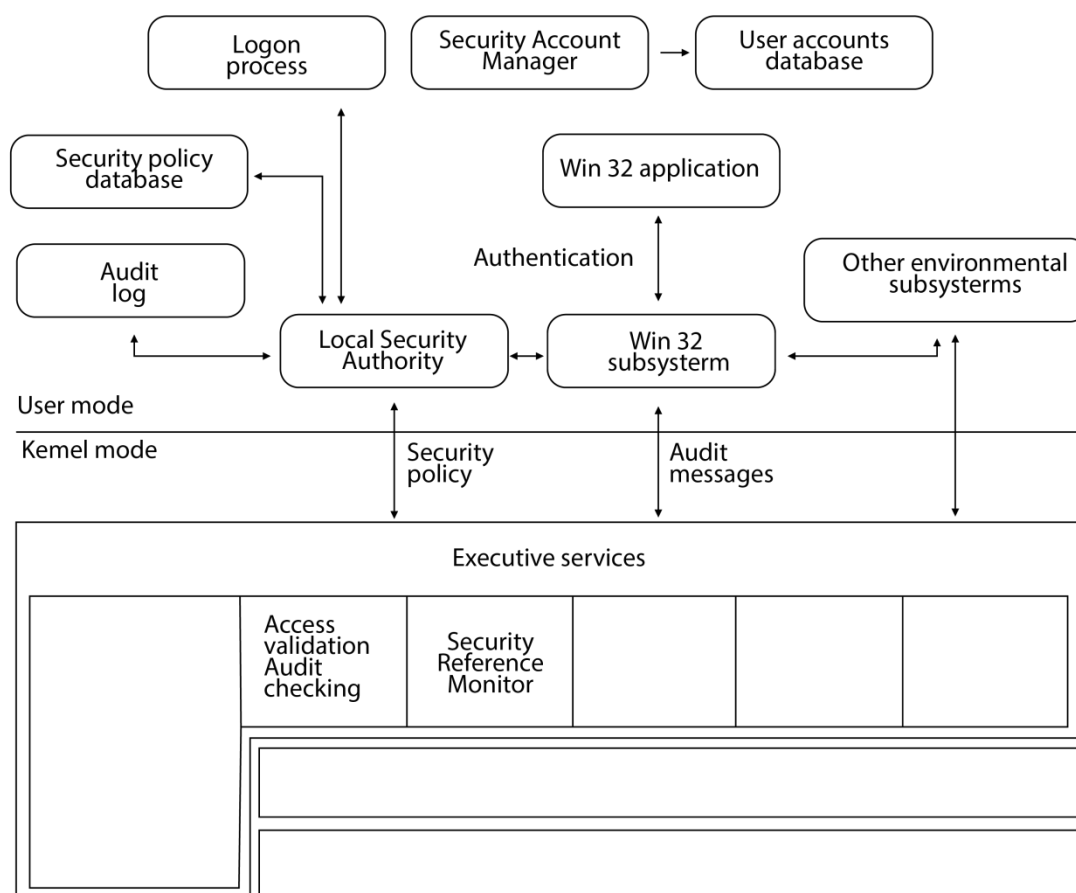 Logon
process
Security Account
Manager
User accounts
database
Security policy
database
Win 32 application
Audit
log
Authentication
Other environmental
subsysterms
Local Security
Authority
Win 32
subsysterm
User mode
Kemel mode
Security
policy
Audit
messages
Executive services
Access
validation
Audit
checking
Security
Reference
Monitor